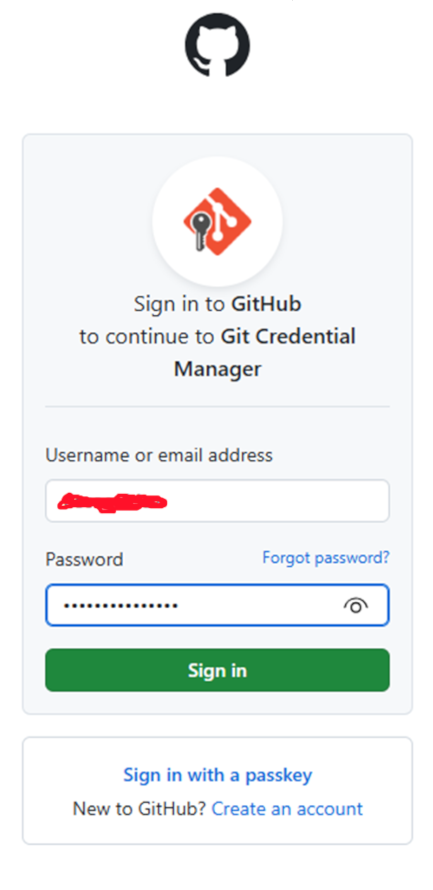 Sign in to GitHub
to continue to Git Credential
Manager
Username or email address
Password Forgot password?
•••••••••••••••
Sign in
Sign in with a passkey
New to GitHub? Create an account